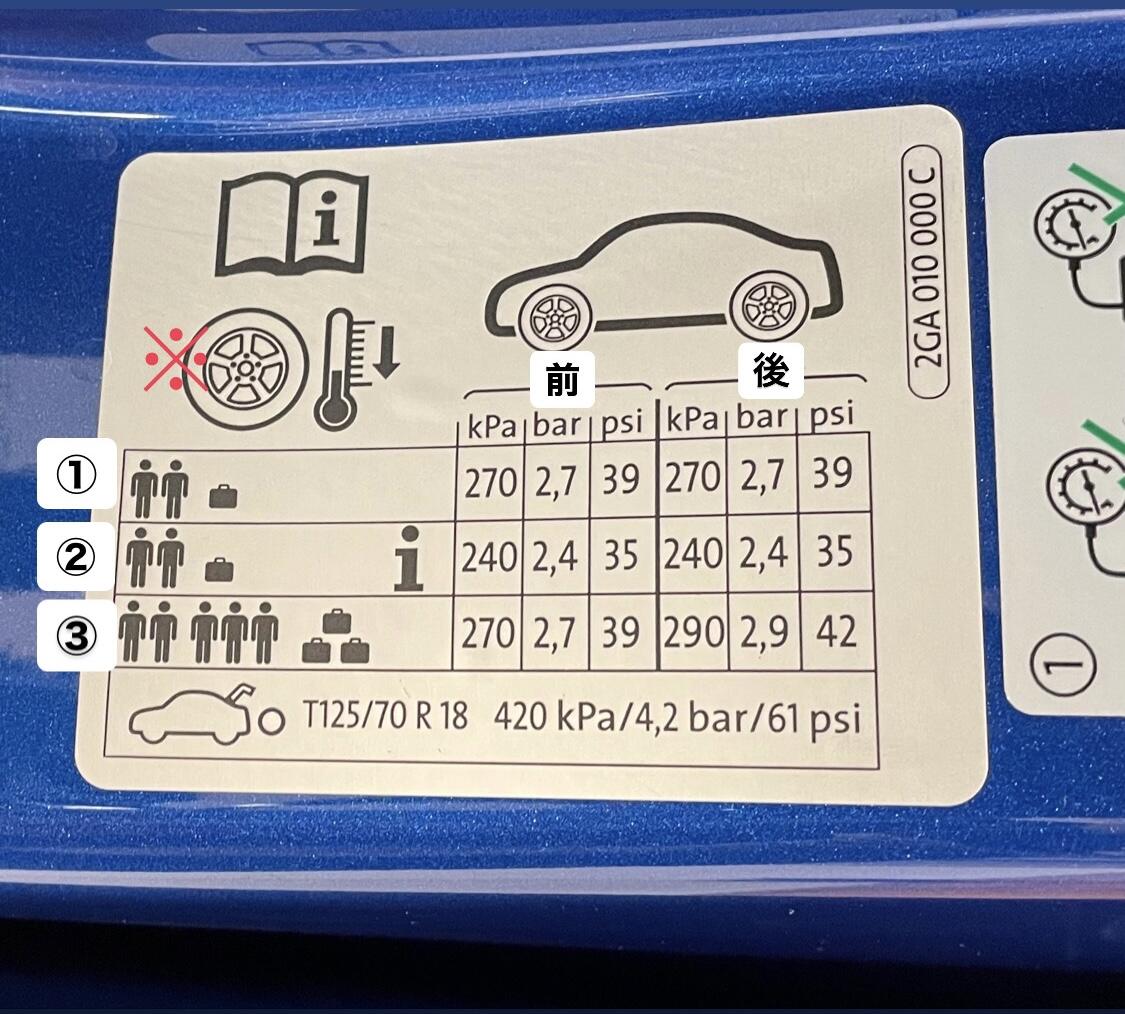 i
2GA 010 000 C
※
前 後
kPa bar psi kPa bar psi
① 270 2,7 39 270 2,7 39
② i 240 2,4 35 240 2,4 35
③ 270 2,7 39 290 2,9 42
T125/70 R 18 420 kPa/4,2 bar/61 psi
1